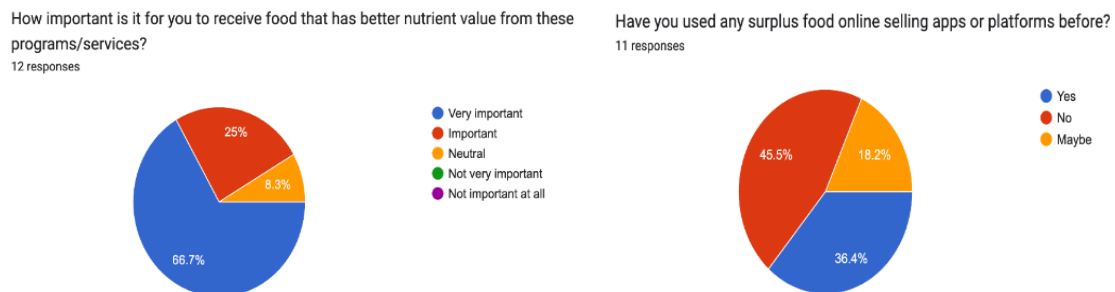 How important is it for you to receive food that has better nutrient value from these
programs/services?
12 responses
Very important
Important
Neutral
Not very important
Not important at all
25%
8.3%
66.7%
Have you used any surplus food online selling apps or platforms before?
11 responses
Yes
No
Maybe
45.5%
18.2%
36.4%